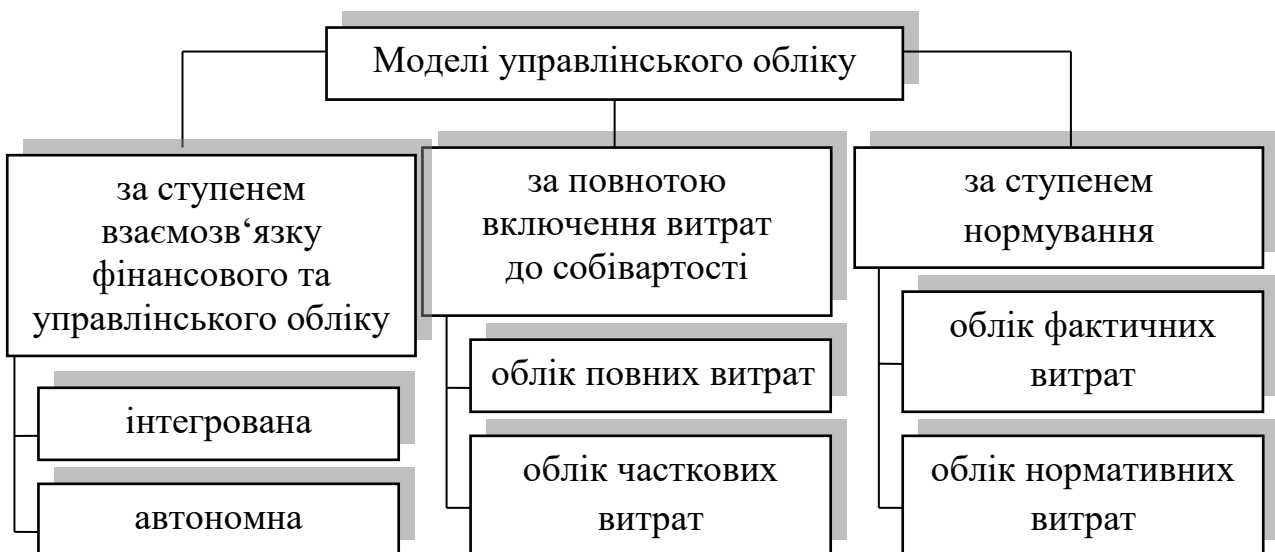 Моделі управлінського обліку
за ступенем
взаємозв‘язку
фінансового та
управлінського обліку
інтегрована
автономна
за повнотою
включення витрат
до собівартості
облік повних витрат
облік часткових
витрат
за ступенем
нормування
облік фактичних
витрат
облік нормативних
витрат